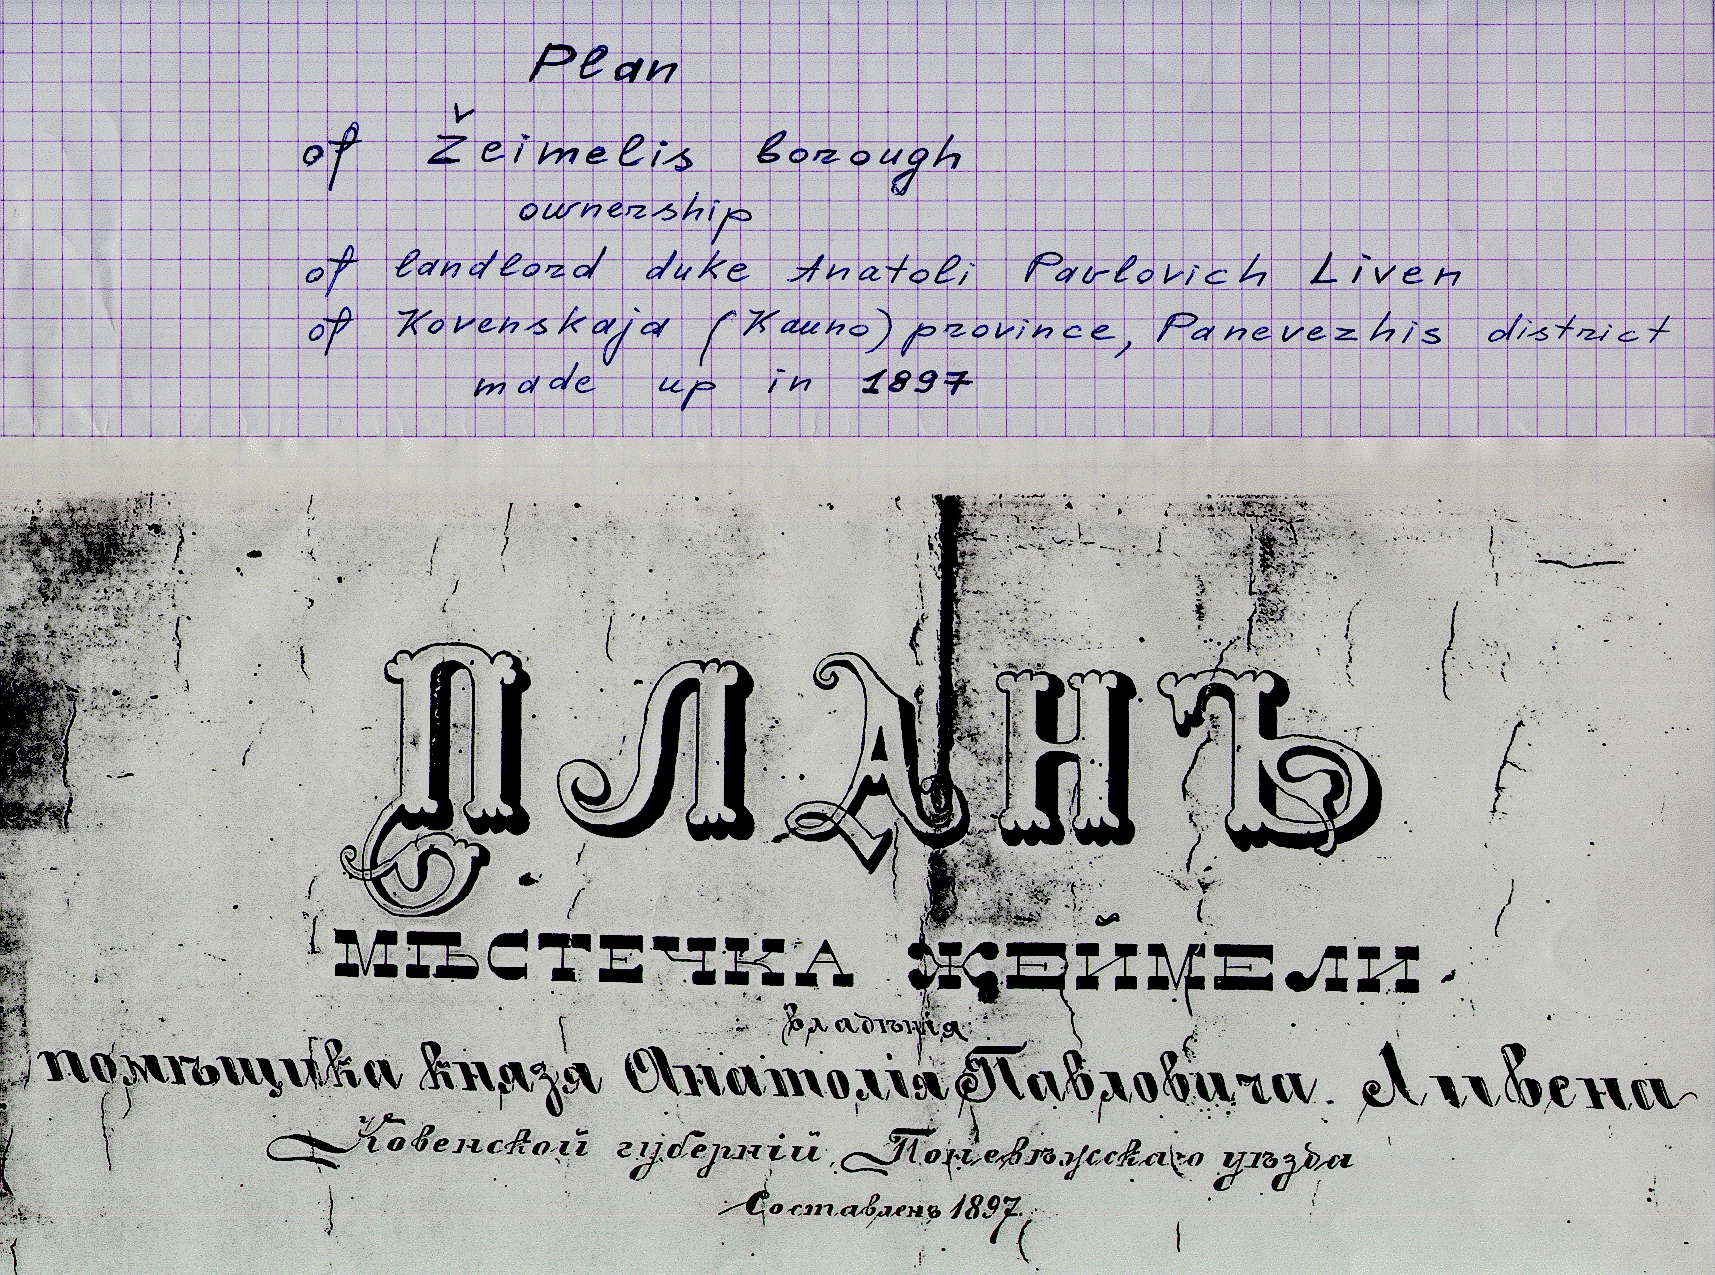 Plan
of Žeimelis borough
ownership
of landlord duke Anatoli Pavlovich Liven
of Kovenskaja (Kauno) province, Panevezhis district
made up in 1897
ПЛАНЪ
МѢСТЕЧКА ЖЕЙМЕЛИ
владѣнія
помѣщика князя Анатолія Павловича Ливена
Ковенской губерній, Поневѣжскаго уѣзда
Составленъ 1897